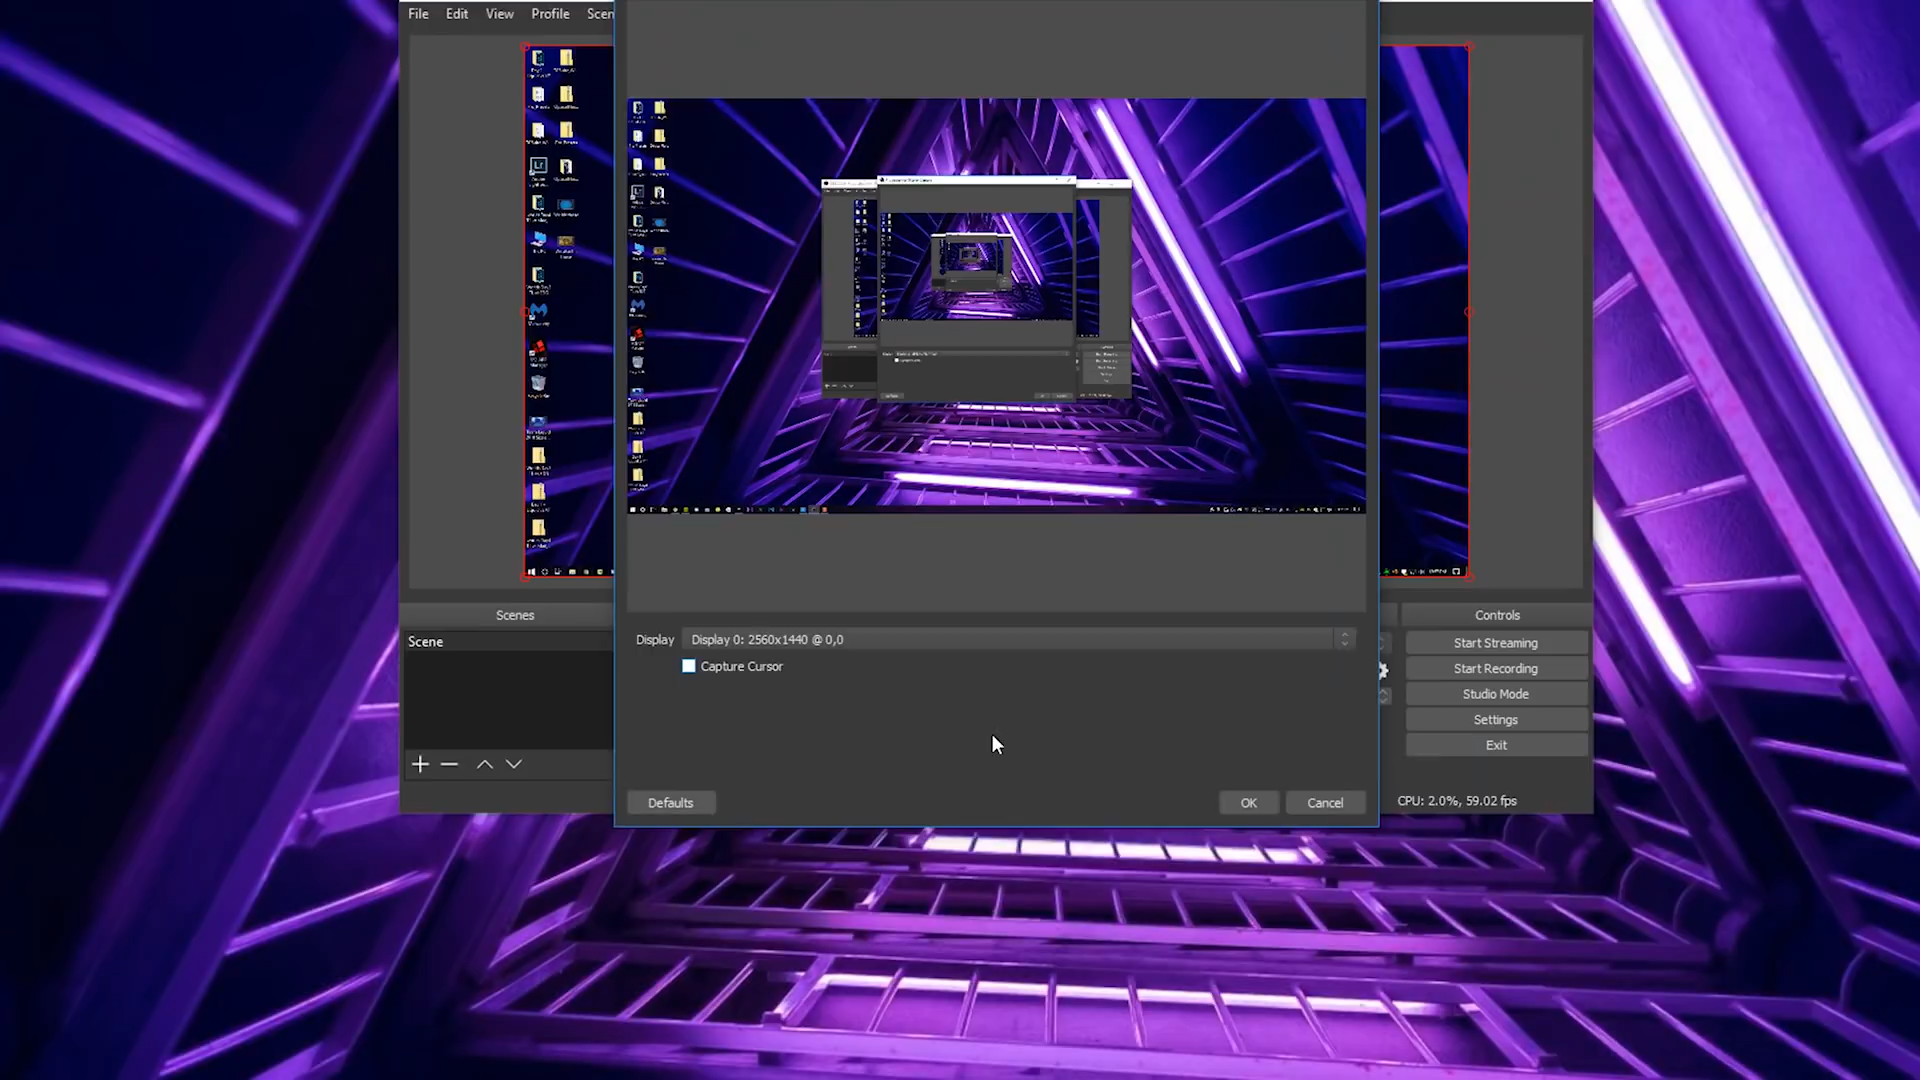 File Edit View Profile Scen
Scenes
Scene
Display Display 0: 2560x1440 @ 0,0
Capture Cursor
Defaults
OK
Cancel
Controls
Start Streaming
Start Recording
Studio Mode
Settings
Exit
CPU: 2.0%, 59.02 fps